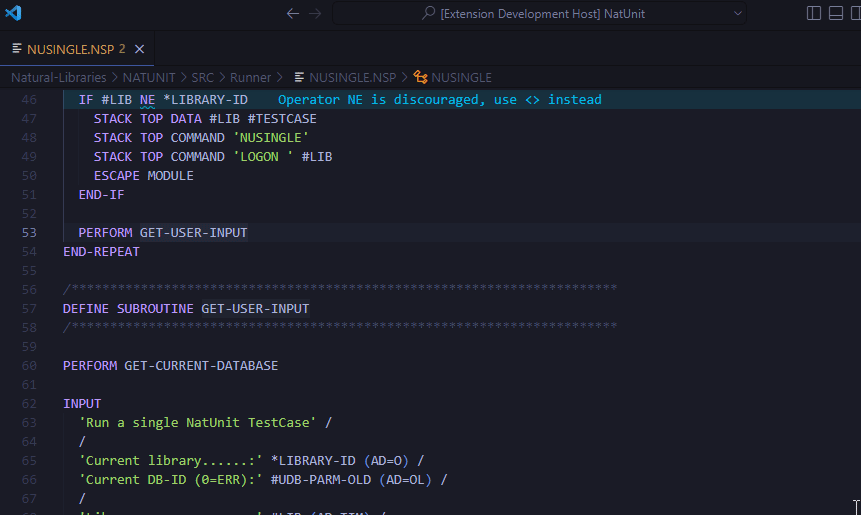 [Extension Development Host] NatUnit
NUSINGLE.NSP 2
Natural-Libraries > NATUNIT > SRC > Runner > NUSINGLE.NSP > NUSINGLE
46 IF #LIB NE *LIBRARY-ID Operator NE is discouraged, use <> instead
47 STACK TOP DATA #LIB #TESTCASE
48 STACK TOP COMMAND 'NUSINGLE'
49 STACK TOP COMMAND 'LOGON ' #LIB
50 ESCAPE MODULE
51 END-IF
52
53 PERFORM GET-USER-INPUT
54 END-REPEAT
55
56 /***********************************************************************
57 DEFINE SUBROUTINE GET-USER-INPUT
58 /***********************************************************************
59
60 PERFORM GET-CURRENT-DATABASE
61
62 INPUT
63 'Run a single NatUnit TestCase' /
64 /
65 'Current library......:' *LIBRARY-ID (AD=O) /
66 'Current DB-ID (0=ERR):' #UDB-PARM-OLD (AD=OL) /
67 /